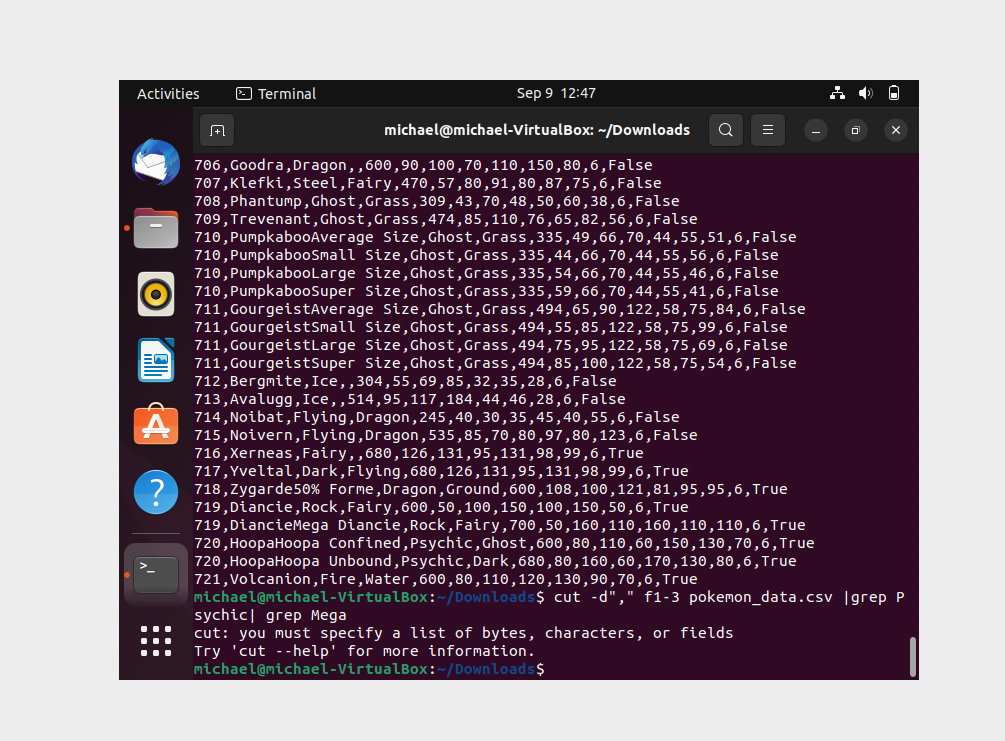 Activities
Terminal
Sep 9 12:47
michael@michael-VirtualBox: ~/Downloads
706,Goodra,Dragon,,600,90,100,70,110,150,80,6,False
707,Klefki,Steel,Fairy,470,57,80,91,80,87,75,6,False
708,Phantump,Ghost,Grass,309,43,70,48,50,60,38,6,False
709,Trevenant,Ghost,Grass,474,85,110,76,65,82,56,6,False
710,PumpkabooAverage Size,Ghost,Grass,335,49,66,70,44,55,51,6,False
710,PumpkabooSmall Size,Ghost,Grass,335,44,66,70,44,55,56,6,False
710,PumpkabooLarge Size,Ghost,Grass,335,54,66,70,44,55,46,6,False
710,PumpkabooSuper Size,Ghost,Grass,335,59,66,70,44,55,41,6,False
711,GourgeistAverage Size,Ghost,Grass,494,65,90,122,58,75,84,6,False
711,GourgeistSmall Size,Ghost,Grass,494,55,85,122,58,75,99,6,False
711,GourgeistLarge Size,Ghost,Grass,494,75,95,122,58,75,69,6,False
711,GourgeistSuper Size,Ghost,Grass,494,85,100,122,58,75,54,6,False
712,Bergmite,Ice,,304,55,69,85,32,35,28,6,False
713,Avalugg,Ice,,514,95,117,184,44,46,28,6,False
714,Noibat,Flying,Dragon,245,40,30,35,45,40,55,6,False
715,Noivern,Flying,Dragon,535,85,70,80,97,80,123,6,False
716,Xerneas,Fairy,,680,126,131,95,131,98,99,6,True
717,Yveltal,Dark,Flying,680,126,131,95,131,98,99,6,True
718,Zygarde50% Forme,Dragon,Ground,600,108,100,121,81,95,95,6,True
719,Diancie,Rock,Fairy,600,50,100,150,100,150,50,6,True
719,DiancieMega Diancie,Rock,Fairy,700,50,160,110,160,110,110,6,True
720,HoopaHoopa Confined,Psychic,Ghost,600,80,110,60,150,130,70,6,True
720,HoopaHoopa Unbound,Psychic,Dark,680,80,160,60,170,130,80,6,True
721,Volcanion,Fire,Water,600,80,110,120,130,90,70,6,True
michael@michael-VirtualBox:~/Downloads$ cut -d"," f1-3 pokemon_data.csv |grep P
sychic| grep Mega
cut: you must specify a list of bytes, characters, or fields
Try 'cut --help' for more information.
michael@michael-VirtualBox:~/Downloads$